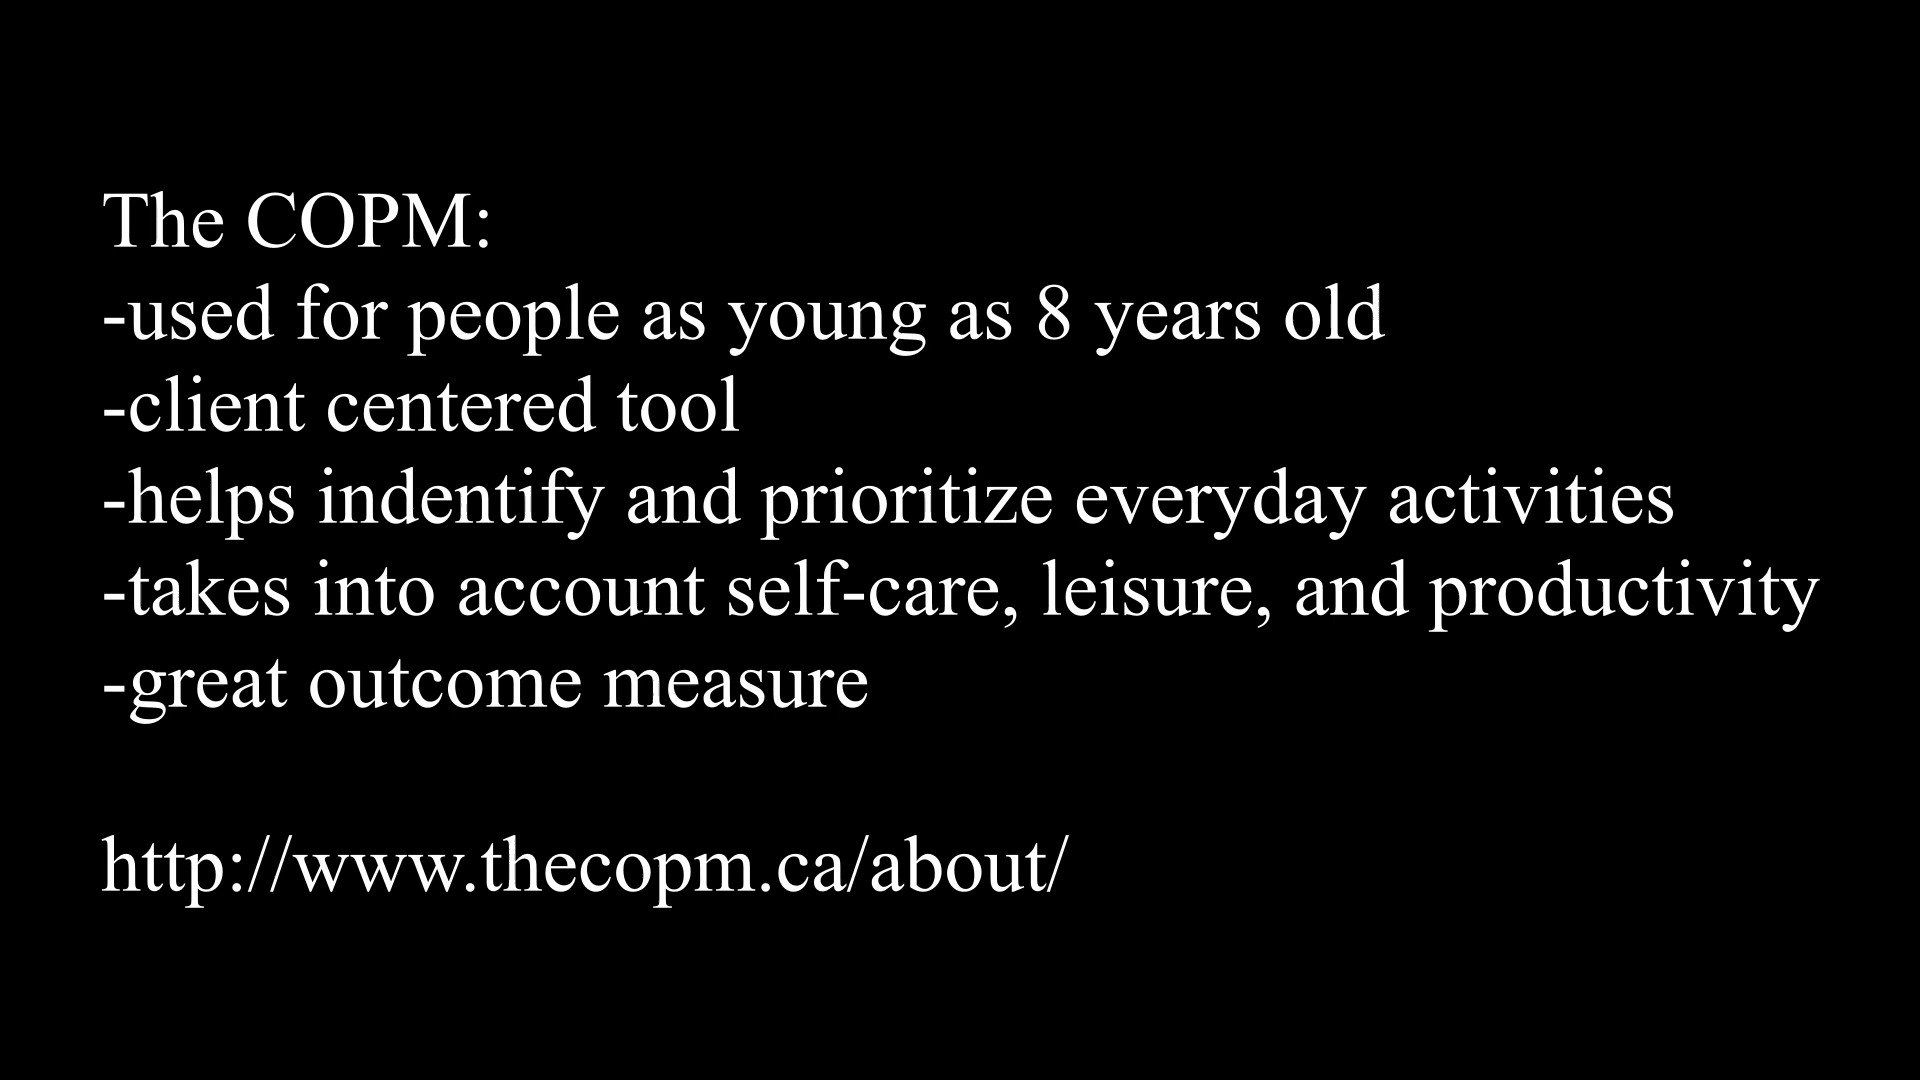 The COPM:
-used for people as young as 8 years old
-client centered tool
-helps indentify and prioritize everyday activities
-takes into account self-care, leisure, and productivity
-great outcome measure
http://www.thecopm.ca/about/